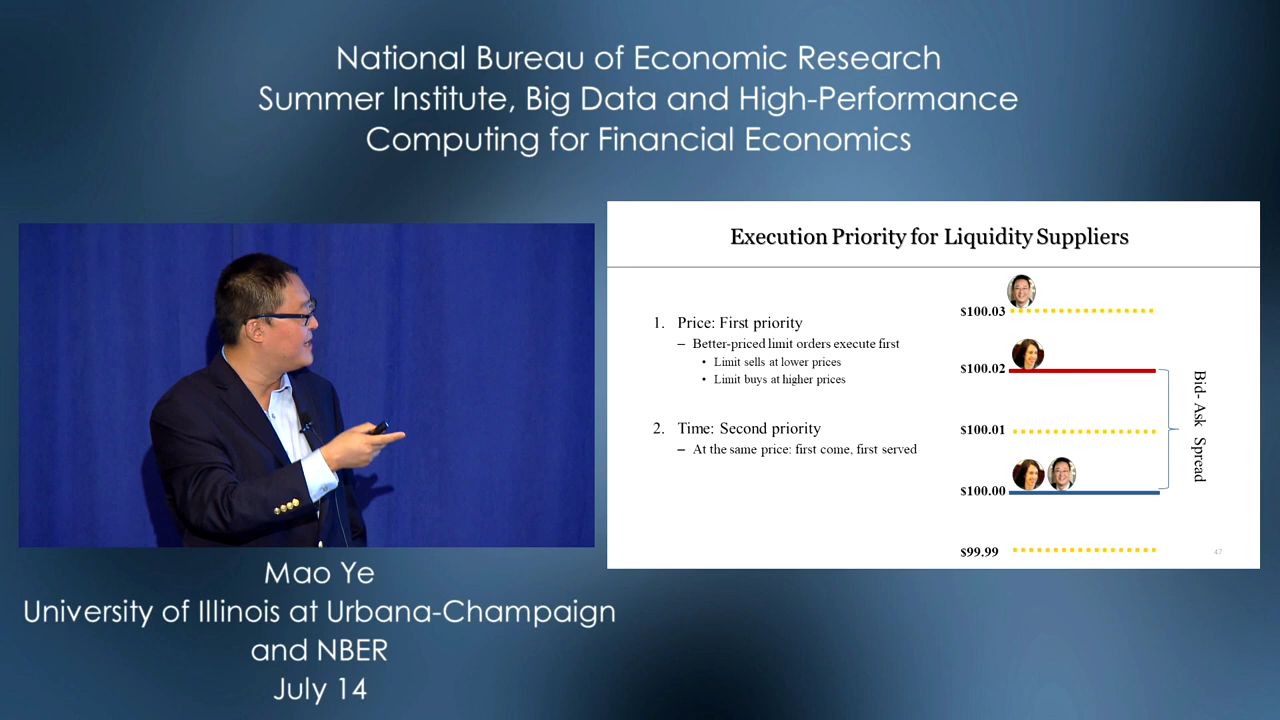 National Bureau of Economic Research
Summer Institute, Big Data and High-Performance
Computing for Financial Economics
Execution Priority for Liquidity Suppliers
1. Price: First priority
– Better-priced limit orders execute first
• Limit sells at lower prices
• Limit buys at higher prices
2. Time: Second priority
– At the same price: first come, first served
$100.03
$100.02
$100.01
$100.00
$99.99
Bid- Ask Spread
47
Mao Ye
University of Illinois at Urbana-Champaign
and NBER
July 14